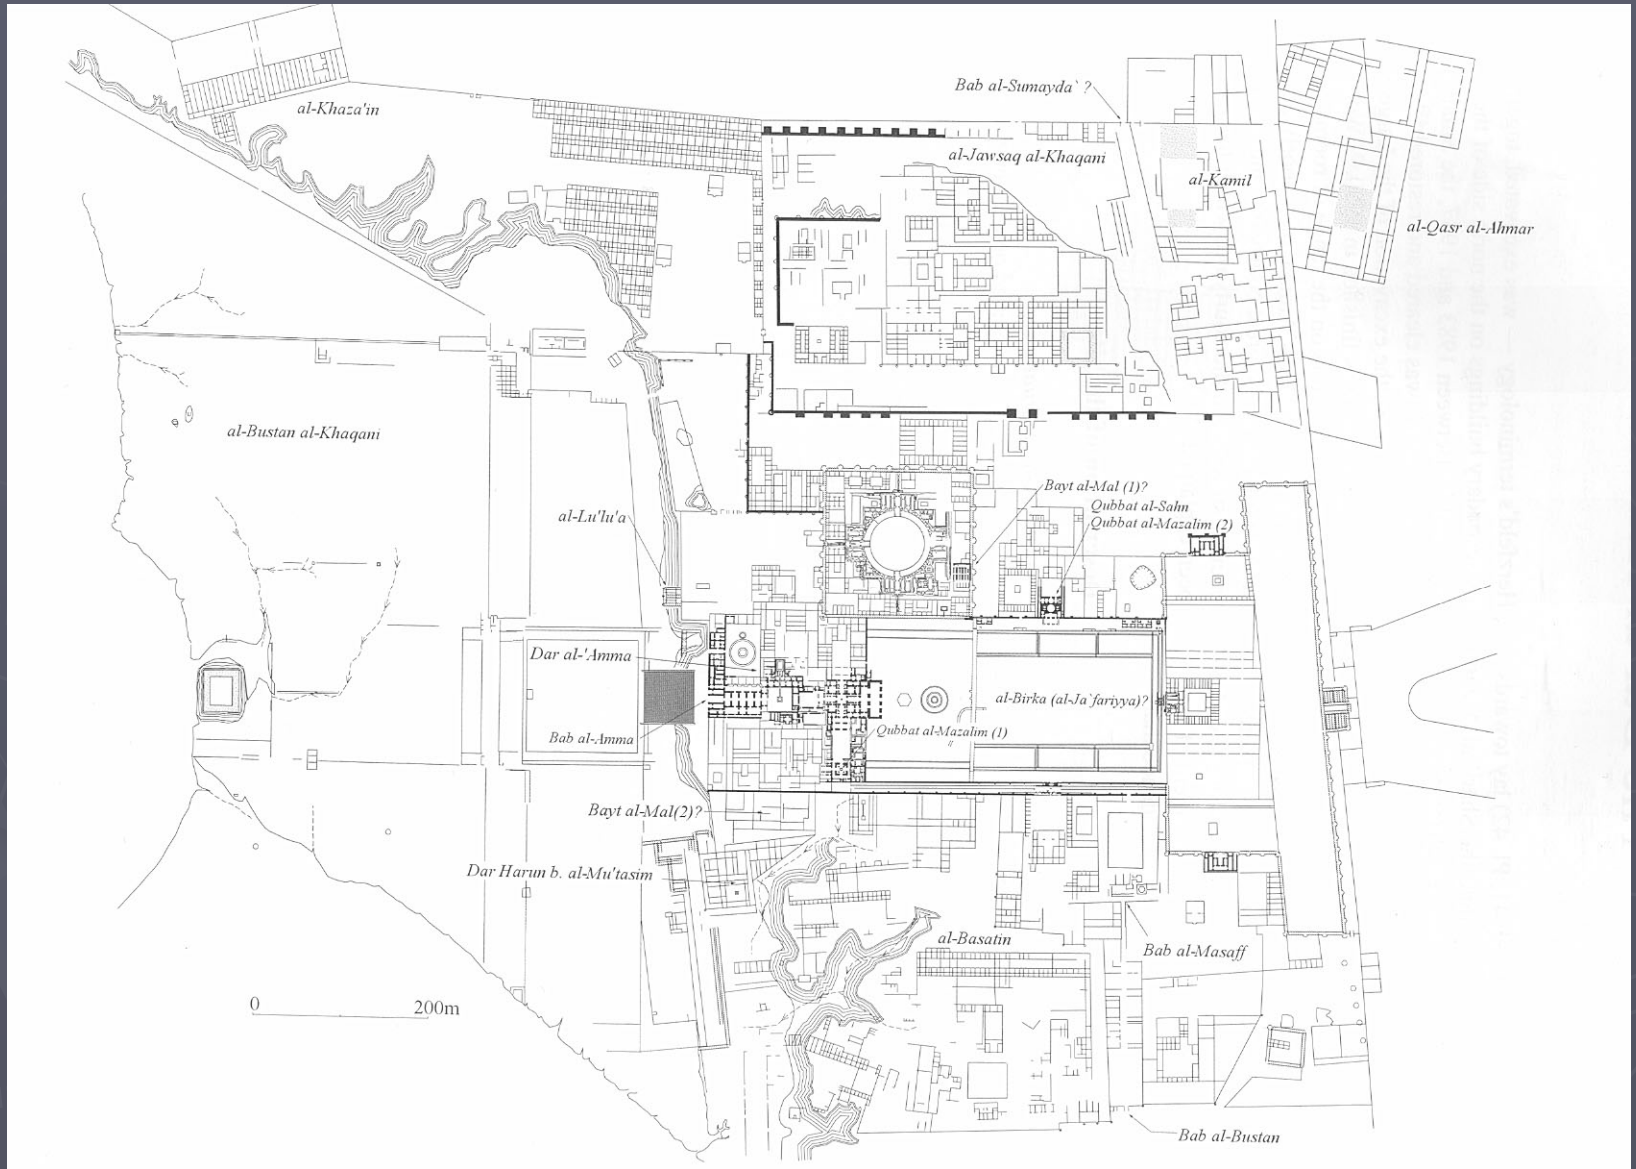 Bab al-Sumayda` ?
al-Khaza'in
al-Jawsaq al-Khaqani
al-Kamil
al-Qasr al-Ahmar
al-Bustan al-Khaqani
Bayt al-Mal (1)?
Qubbat al-Sahn
Qubbat al-Mazalim (2)
al-Lu'lu'a
Dar al-'Amma
al-Birka (al-Ja`fariyya)?
Bab al-Amma
Qubbat al-Mazalim (1)
Bayt al-Mal(2)?
Dar Harun b. al-Mu'tasim
al-Basatin
Bab al-Masaff
0 200m
Bab al-Bustan